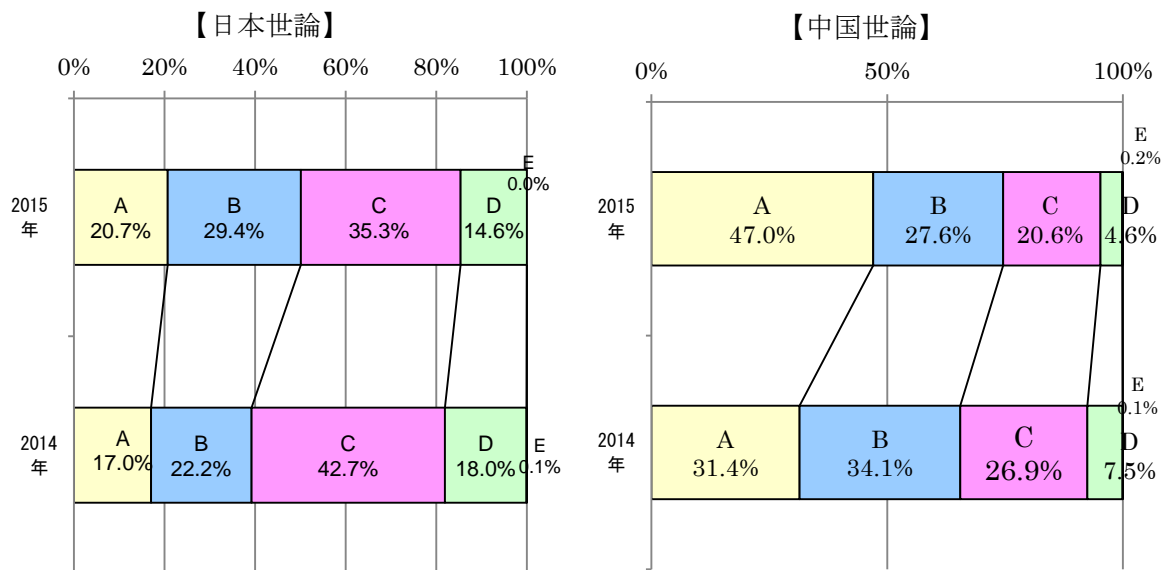 【日本世論】
0% 20% 40% 60% 80% 100%
2015
年
A
20.7%
B
29.4%
C
35.3%
D
14.6%
E
0.0%
2014
年
A
17.0%
B
22.2%
C
42.7%
D
18.0%
E
0.1%
【中国世論】
0% 50% 100%
2015
年
A
47.0%
B
27.6%
C
20.6%
D
4.6%
E
0.2%
2014
年
A
31.4%
B
34.1%
C
26.9%
D
7.5%
E
0.1%